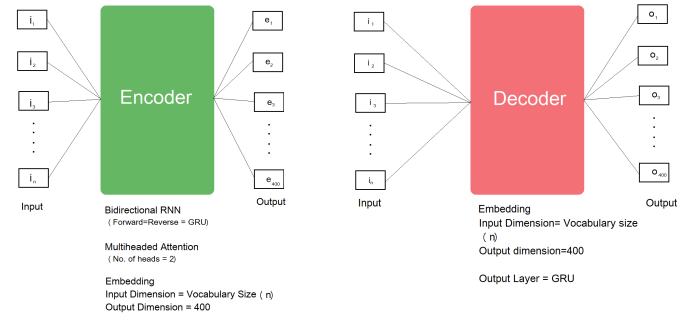 i1
i2
i3
in
Input
Encoder
e1
e2
e3
e400
Output
Bidirectional RNN
(Forward=Reverse = GRU)
Multiheaded Attention
(No. of heads = 2)
Embedding
Input Dimension = Vocabulary Size (n)
Output Dimension = 400
i1
i2
i3
in
Input
Decoder
o1
o2
o3
o400
Output
Embedding
Input Dimension= Vocabulary size
(n)
Output dimension=400
Output Layer = GRU